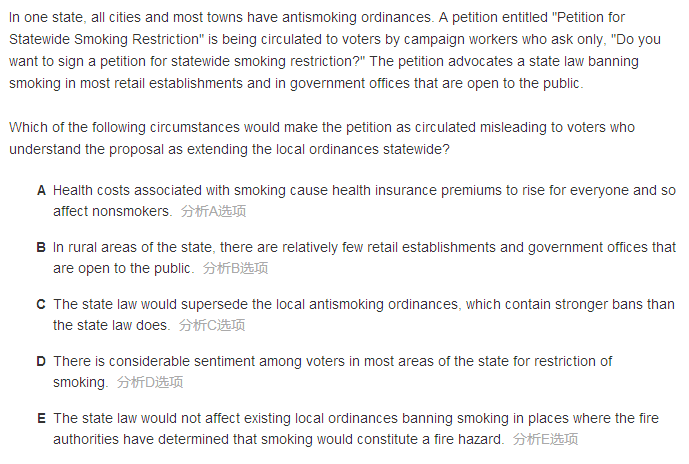 In one state, all cities and most towns have antismoking ordinances. A petition entitled "Petition for
Statewide Smoking Restriction" is being circulated to voters by campaign workers who ask only, "Do you
want to sign a petition for statewide smoking restriction?" The petition advocates a state law banning
smoking in most retail establishments and in government offices that are open to the public.
Which of the following circumstances would make the petition as circulated misleading to voters who
understand the proposal as extending the local ordinances statewide?
A Health costs associated with smoking cause health insurance premiums to rise for everyone and so
affect nonsmokers. 分析A选项
B In rural areas of the state, there are relatively few retail establishments and government offices that
are open to the public. 分析B选项
C The state law would supersede the local antismoking ordinances, which contain stronger bans than
the state law does. 分析C选项
D There is considerable sentiment among voters in most areas of the state for restriction of
smoking. 分析D选项
E The state law would not affect existing local ordinances banning smoking in places where the fire
authorities have determined that smoking would constitute a fire hazard. 分析E选项